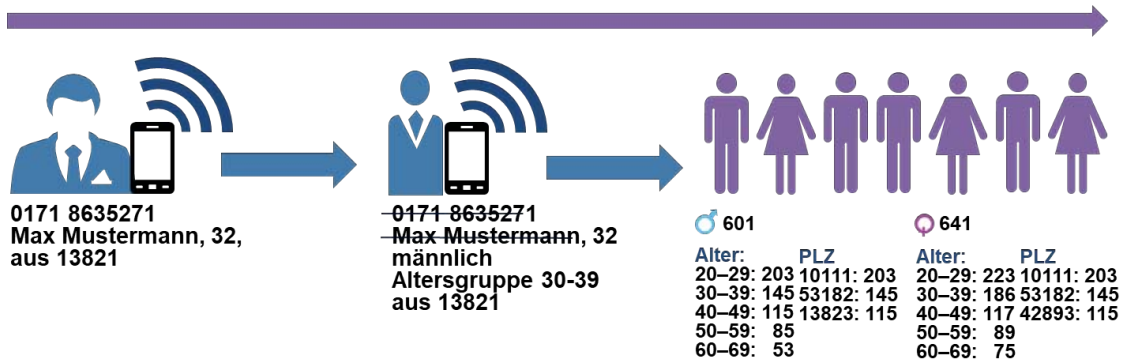 0171 8635271
Max Mustermann, 32,
aus 13821
0171 8635271
Max Mustermann, 32
männlich
Altersgruppe 30-39
aus 13821
♂ 601
Alter: PLZ
20–29: 203 10111: 203
30–39: 145 53182: 145
40–49: 115 13823: 115
50–59: 85
60–69: 53
♀ 641
Alter: PLZ
20–29: 223 10111: 203
30–39: 186 53182: 145
40–49: 117 42893: 115
50–59: 89
60–69: 75